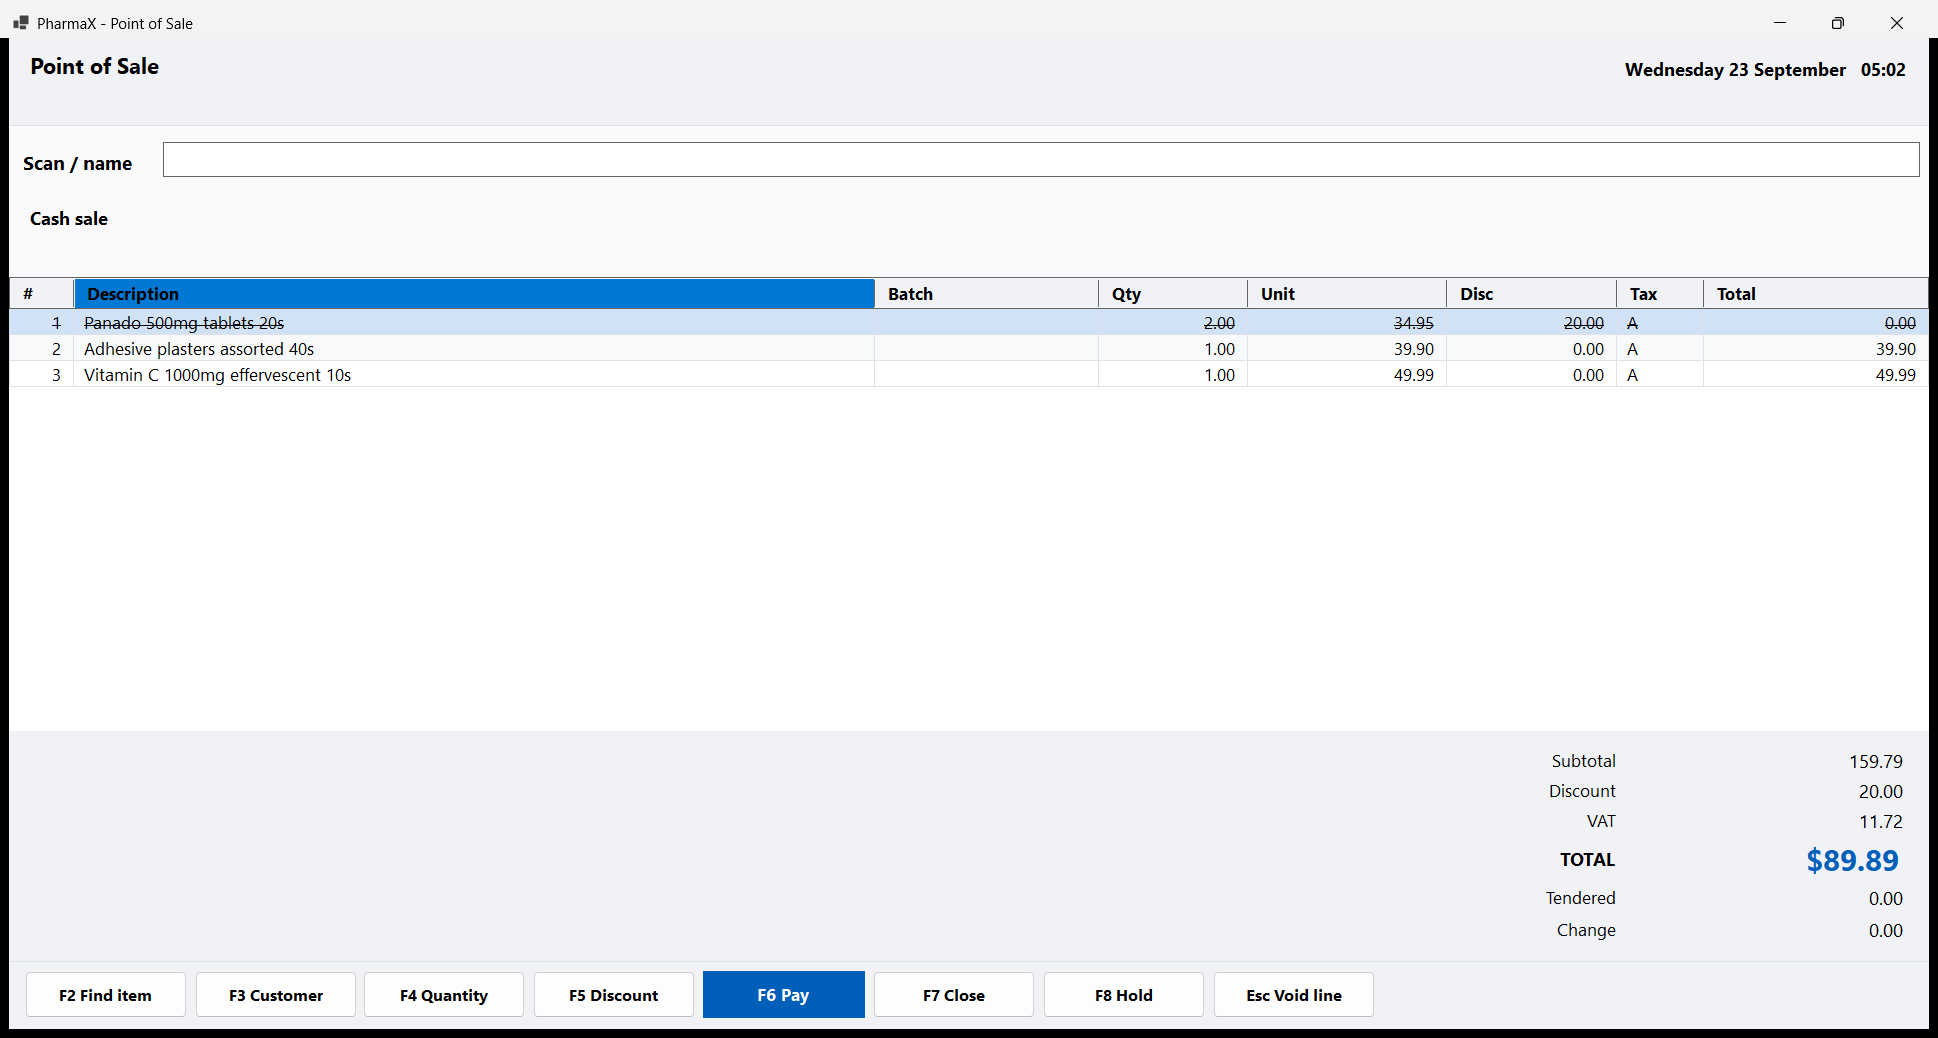 PharmaX - Point of Sale
Point of Sale
Wednesday 23 September 05:02
Scan / name
Cash sale
# Description Batch Qty Unit Disc Tax Total
1 Panado 500mg tablets 20s 2.00 34.95 20.00 A 0.00
2 Adhesive plasters assorted 40s 1.00 39.90 0.00 A 39.90
3 Vitamin C 1000mg effervescent 10s 1.00 49.99 0.00 A 49.99
Subtotal 159.79
Discount 20.00
VAT 11.72
TOTAL $89.89
Tendered 0.00
Change 0.00
F2 Find item F3 Customer F4 Quantity F5 Discount F6 Pay F7 Close F8 Hold Esc Void line